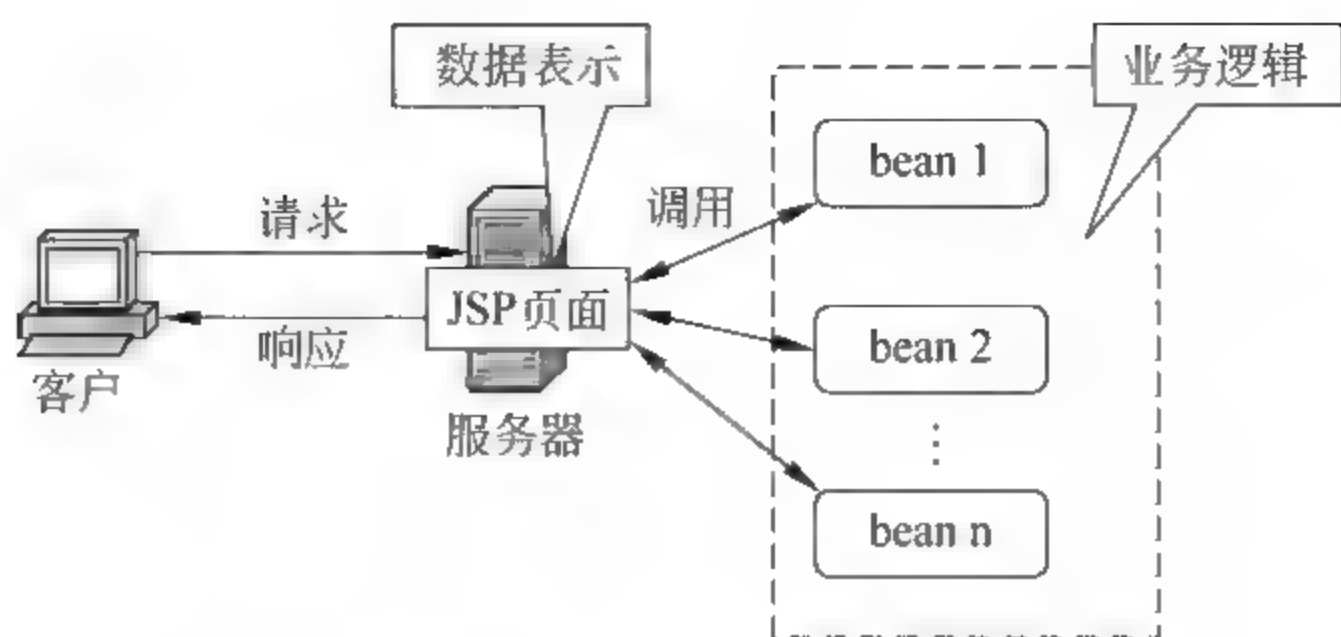 数据表示
业务逻辑
bean 1
请求
调用
JSP页面
响应
bean 2
客户
服务器
⋮
bean n